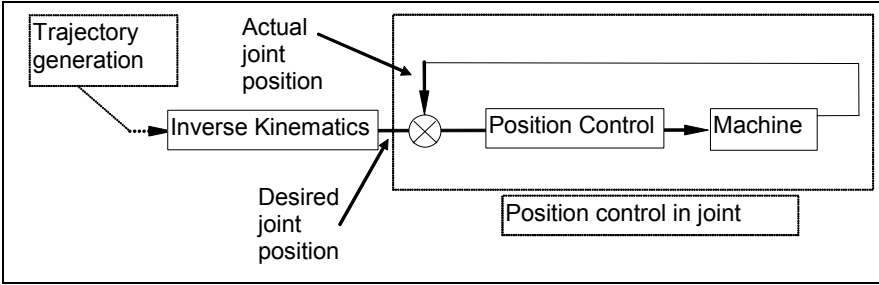 Trajectory
generation
Actual
joint
position
Inverse Kinematics
Position Control
Machine
Desired
joint
position
Position control in joint